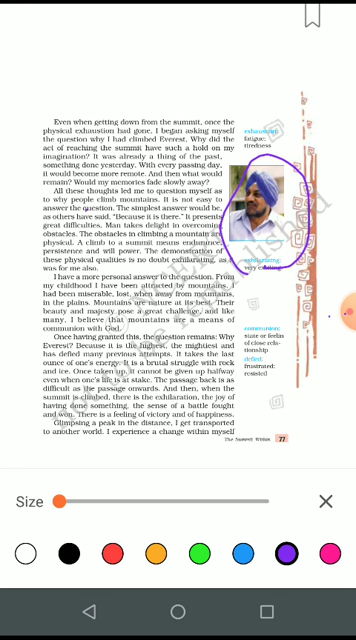 Even when getting down from the summit, once the
physical exhaustion had gone, I began asking myself
the question why I had climbed Everest. Why did the
act of reaching the summit have such a hold on my
imagination? It was already a thing of the past,
something done yesterday. With every passing day,
it would become more remote. And then what would
remain? Would my memories fade slowly away?
All these thoughts led me to question myself as
to why people climb mountains. It is not easy to
answer the question. The simplest answer would be,
as others have said, “Because it is there.” It presents
great difficulties. Man takes delight in overcoming
obstacles. The obstacles in climbing a mountain are
physical. A climb to a summit means endurance,
persistence and will power. The demonstration of
these physical qualities is no doubt exhilarating, as it
was for me also.
I have a more personal answer to the question. From
my childhood I have been attracted by mountains. I
had been miserable, lost, when away from mountains,
in the plains. Mountains are nature at its best. Their
beauty and majesty pose a great challenge, and like
many, I believe that mountains are a means of
communion with God.
Once having granted this, the question remains: Why
Everest? Because it is the highest, the mightiest and
has defied many previous attempts. It takes the last
ounce of one's energy. It is a brutal struggle with rock
and ice. Once taken up, it cannot be given up halfway
even when one's life is at stake. The passage back is as
difficult as the passage onwards. And then, when the
summit is climbed, there is the exhilaration, the joy of
having done something, the sense of a battle fought
and won. There is a feeling of victory and of happiness.
Glimpsing a peak in the distance, I get transported
to another world. I experience a change within myself
exhaustion:
fatigue;
tiredness
exhilarating:
very exciting
communion:
state or feeling
of close rela-
tionship
defied:
frustrated;
resisted
The Summit Within 77
Size